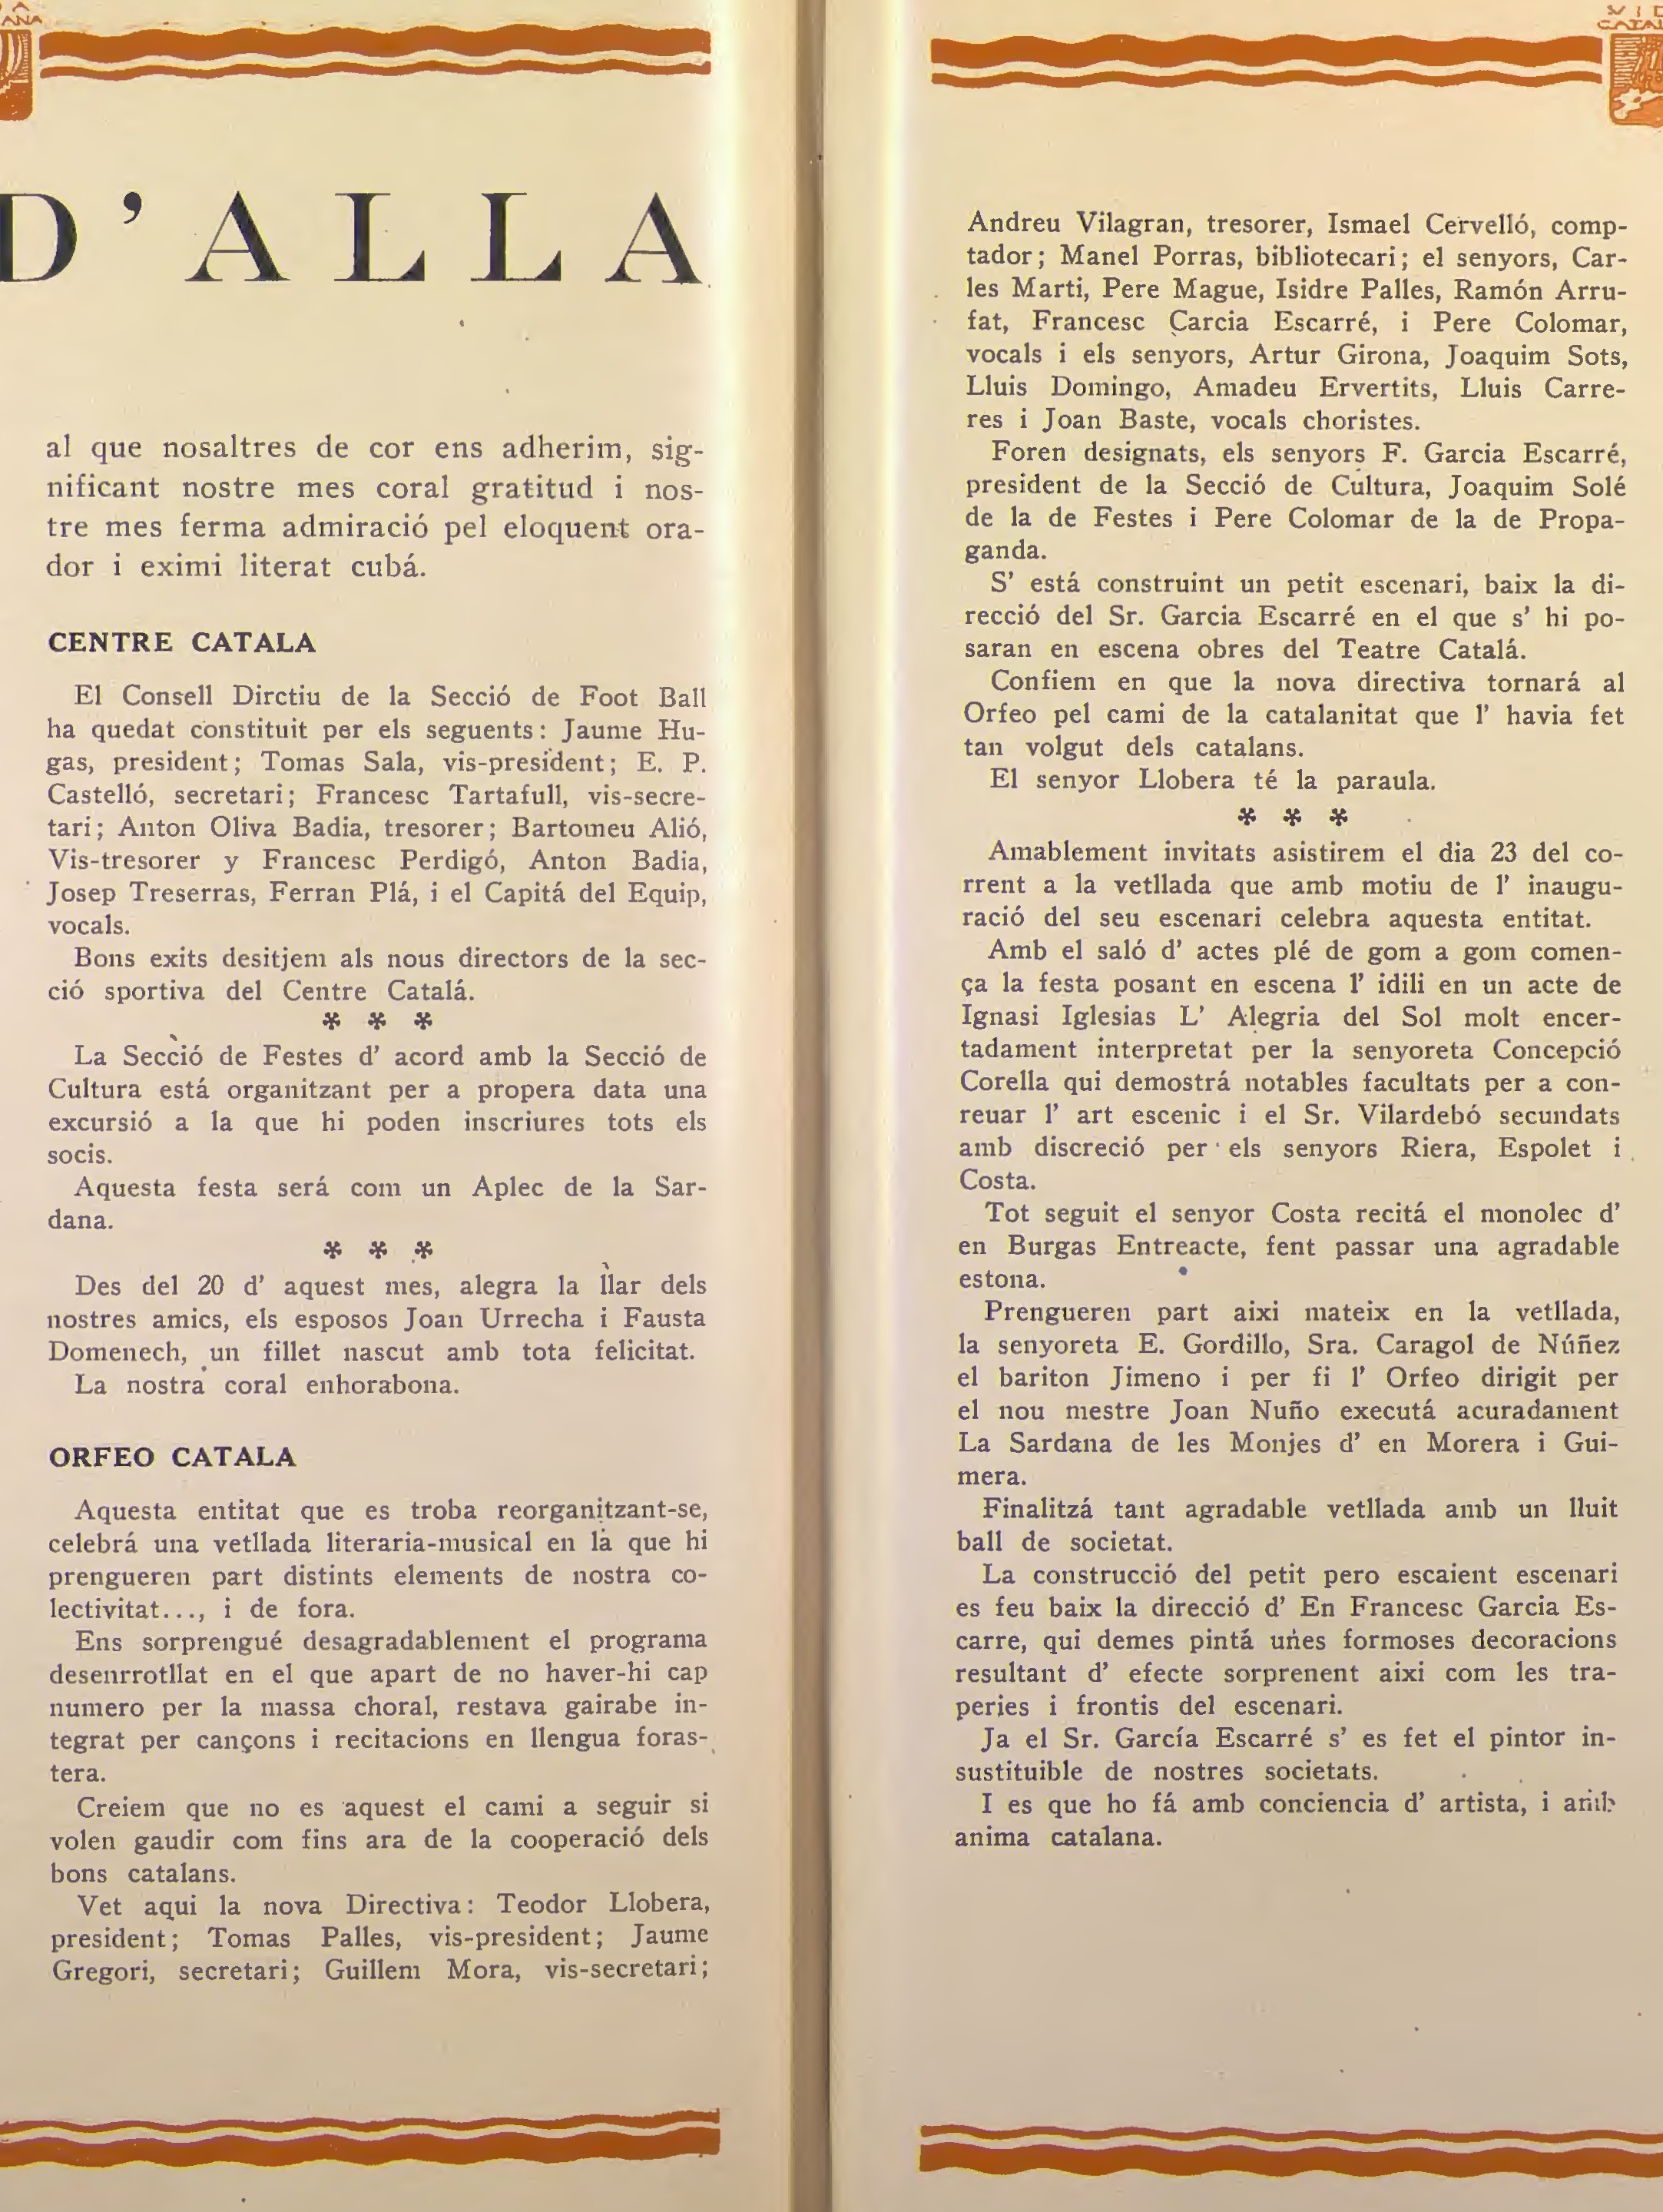 D'ALLA
al que nosaltres de cor ens adherim, sig-
nificant nostre mes coral gratitud i nos-
tre mes ferma admiració pel eloquent ora-
dor i eximi literat cubá.
CENTRE CATALA
El Consell Dirctiu de la Secció de Foot Ball
ha quedat constituit per els seguents: Jaume Hu-
gas, president; Tomas Sala, vis-president; E. P.
Castelló, secretari; Francesc Tartafull, vis-secre-
tari; Anton Oliva Badia, tresorer; Bartomeu Alió,
Vis-tresorer y Francesc Perdigó, Anton Badia,
Josep Treserras, Ferran Plá, i el Capitá del Equip,
vocals.
Bons exits desitjem als nous directors de la sec-
ció sportiva del Centre Catalá.
* * *
La Secció de Festes d' acord amb la Secció de
Cultura está organitzant per a propera data una
excursió a la que hi poden inscriures tots els
socis.
Aquesta festa será com un Aplec de la Sar-
dana.
* * *
Des del 20 d' aquest mes, alegra la llar dels
nostres amics, els esposos Joan Urrecha i Fausta
Domenech, un fillet nascut amb tota felicitat.
La nostra coral enhorabona.
ORFEO CATALA
Aquesta entitat que es troba reorganitzant-se,
celebrá una vetllada literaria-musical en la que hi
prengueren part distints elements de nostra co-
lectivitat..., i de fora.
Ens sorprengué desagradablement el programa
desenrrotllat en el que apart de no haver-hi cap
numero per la massa choral, restava gairabe in-
tegrat per cançons i recitacions en llengua foras-
tera.
Creiem que no es aquest el cami a seguir si
volen gaudir com fins ara de la cooperació dels
bons catalans.
Vet aqui la nova Directiva: Teodor Llobera,
president; Tomas Palles, vis-president; Jaume
Gregori, secretari; Guillem Mora, vis-secretari;
Andreu Vilagran, tresorer, Ismael Cervelló, comp-
tador; Manel Porras, bibliotecari; el senyors, Car-
les Marti, Pere Mague, Isidre Palles, Ramón Arru-
fat, Francesc Carcia Escarré, i Pere Colomar,
vocals i els senyors, Artur Girona, Joaquim Sots,
Lluis Domingo, Amadeu Ervertits, Lluis Carre-
res i Joan Baste, vocals choristes.
Foren designats, els senyors F. Garcia Escarré,
president de la Secció de Cultura, Joaquim Solé
de la de Festes i Pere Colomar de la de Propa-
ganda.
S' está construint un petit escenari, baix la di-
recció del Sr. Garcia Escarré en el que s' hi po-
saran en escena obres del Teatre Catalá.
Confiem en que la nova directiva tornará al
Orfeo pel cami de la catalanitat que l' havia fet
tan volgut dels catalans.
El senyor Llobera té la paraula.
* * *
Amablement invitats asistirem el dia 23 del co-
rrent a la vetllada que amb motiu de l' inaugu-
ració del seu escenari celebra aquesta entitat.
Amb el saló d' actes plé de gom a gom comen-
ça la festa posant en escena l' idili en un acte de
Ignasi Iglesias L' Alegria del Sol molt encer-
tadament interpretat per la senyoreta Concepció
Corella qui demostrá notables facultats per a con-
reuar l' art escenic i el Sr. Vilardebó secundats
amb discreció per els senyors Riera, Espolet i
Costa.
Tot seguit el senyor Costa recitá el monolec d'
en Burgas Entreacte, fent passar una agradable
estona.
Prengueren part aixi mateix en la vetllada,
la senyoreta E. Gordillo, Sra. Caragol de Núñez
el bariton Jimeno i per fi l' Orfeo dirigit per
el nou mestre Joan Nuño executá acuradament
La Sardana de les Monjes d' en Morera i Gui-
mera.
Finalitzá tant agradable vetllada amb un lluit
ball de societat.
La construcció del petit pero escaient escenari
es feu baix la direcció d' En Francesc Garcia Es-
carre, qui demes pintá unes formoses decoracions
resultant d' efecte sorprenent aixi com les tra-
peries i frontis del escenari.
Ja el Sr. García Escarré s' es fet el pintor in-
sustituible de nostres societats.
I es que ho fá amb conciencia d' artista, i amb
anima catalana.